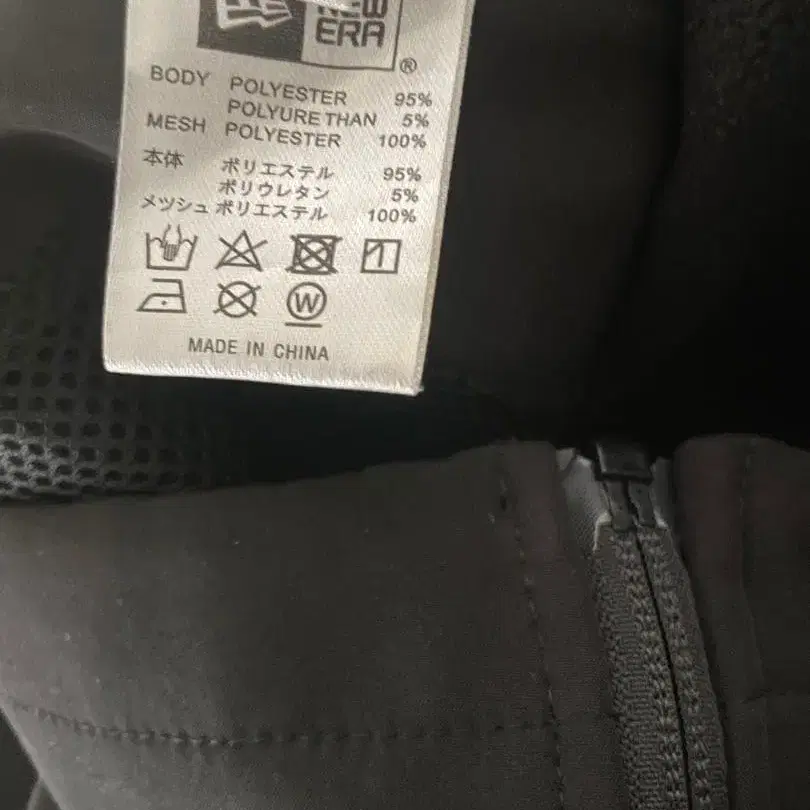 NEW
ERA
®
BODY POLYESTER 95%
POLYURETHAN 5%
MESH POLYESTER 100%
本体 ポリエステル 95%
ポリウレタン 5%
メッシュ ポリエステル 100%
W
MADE IN CHINA